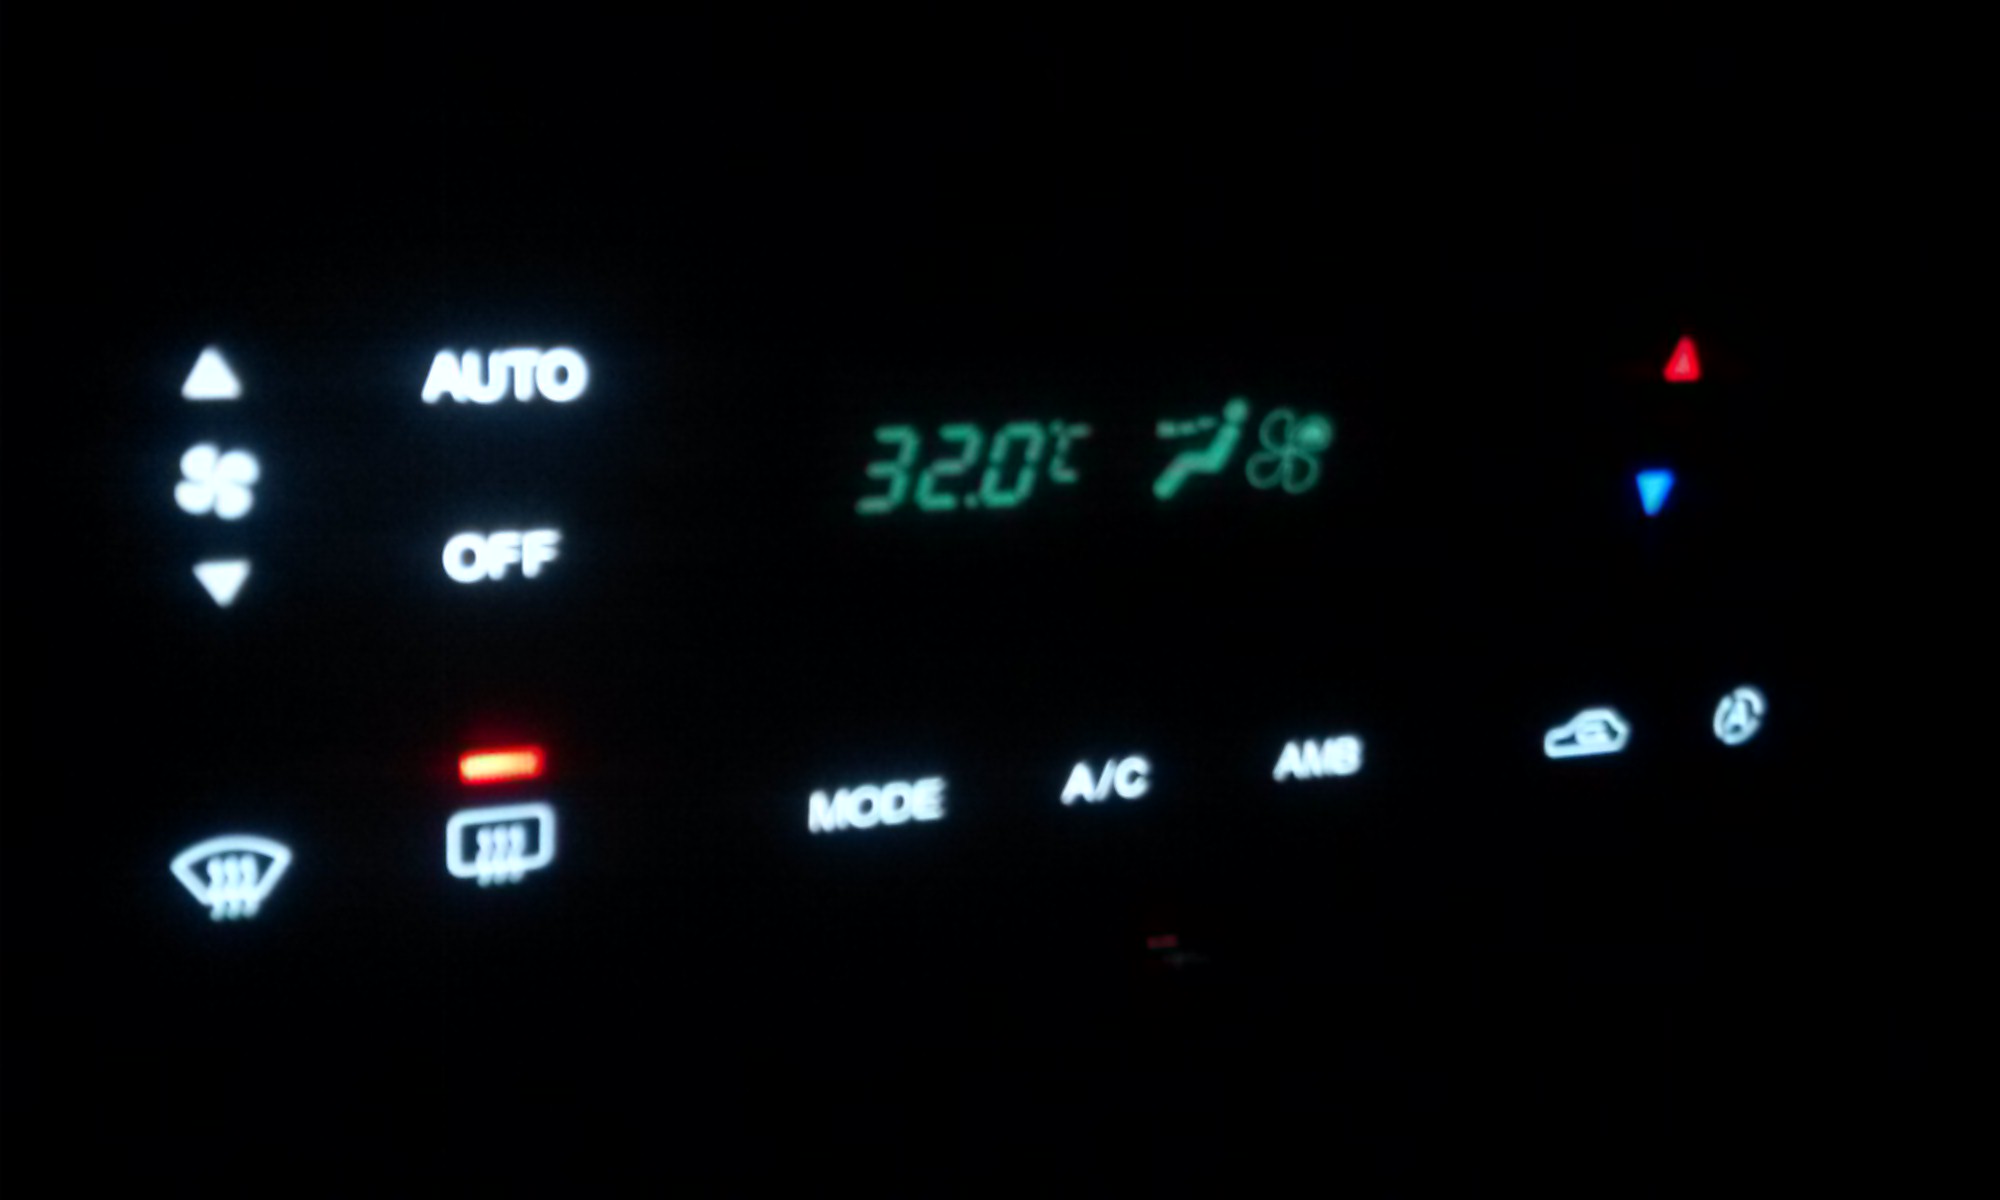 AUTO
32.0℃
OFF
MODE A/C AMB
A